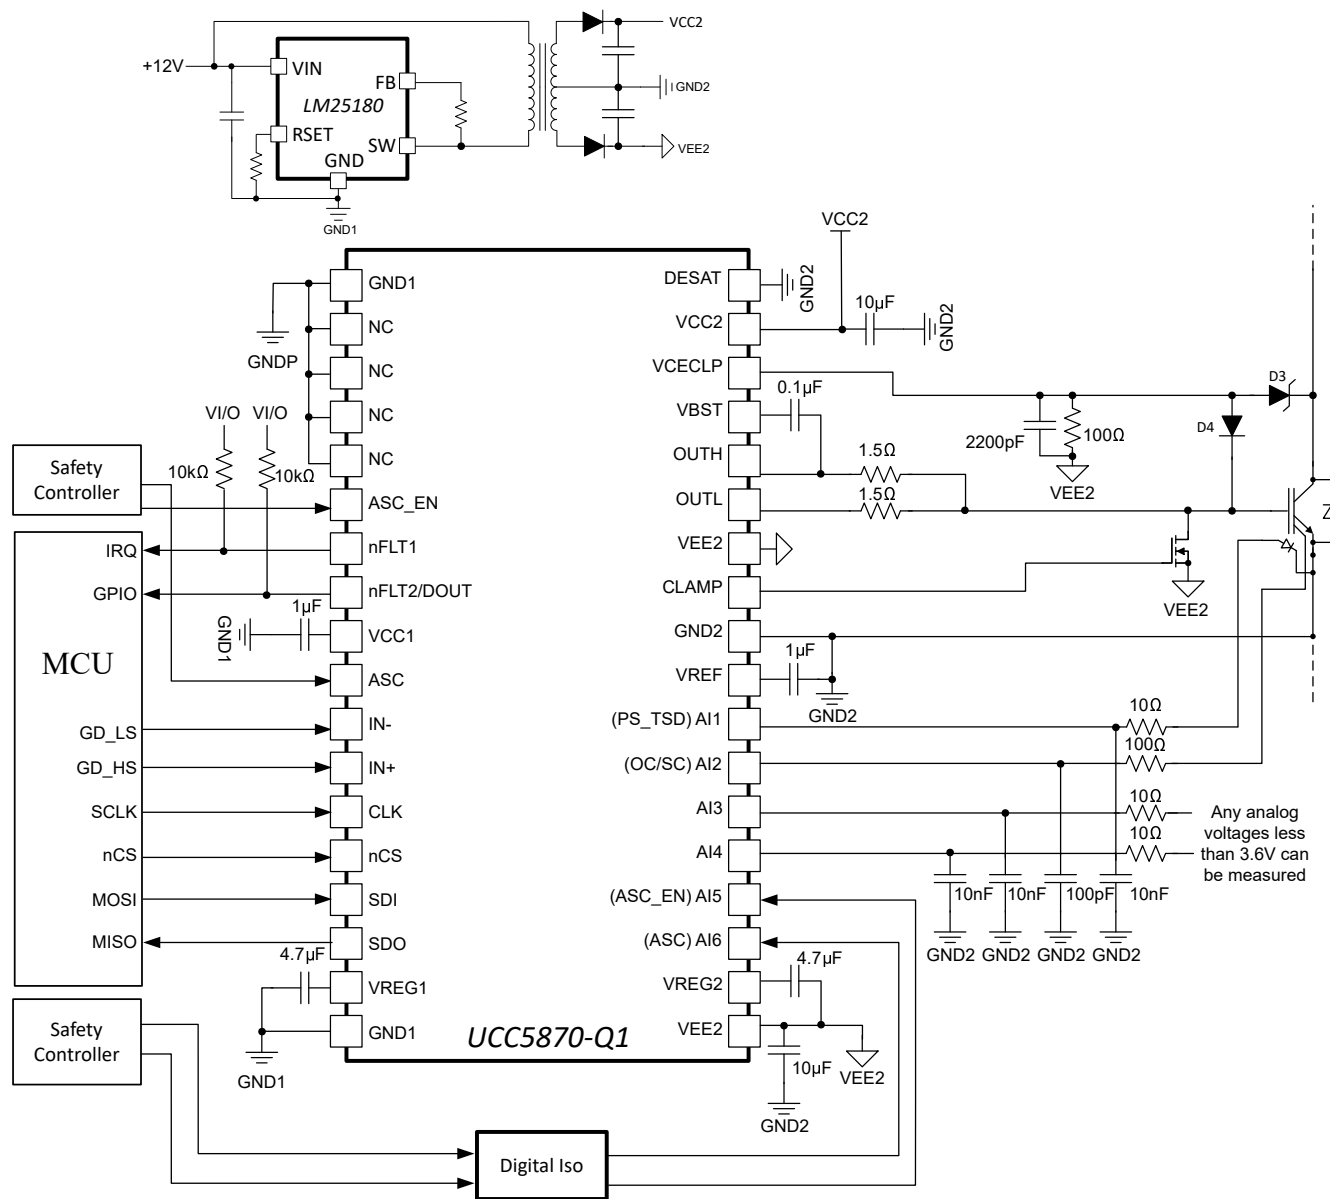 VCC2
+12V
VIN
FB
LM25180
GND2
RSET
SW
GND
VEE2
GND1
VCC2
GND1
DESAT
GND2
10µF
NC
VCC2
GND2
GNDP
NC
VCECLP
D3
0.1µF
VI/O
VI/O
NC
VBST
D4
2200pF
100Ω
10kΩ
10kΩ
NC
OUTH
1.5Ω
VEE2
Safety
Controller
ASC_EN
OUTL
1.5Ω
Z
IRQ
nFLT1
VEE2
GPIO
nFLT2/DOUT
CLAMP
VEE2
1µF
GND1
VCC1
GND2
MCU
1µF
ASC
VREF
GND2
GD_LS
IN-
(PS_TSD) AI1
10Ω
GD_HS
IN+
(OC/SC) AI2
100Ω
SCLK
CLK
AI3
10Ω
Any analog
voltages less
than 3.6V can
be measured
nCS
nCS
AI4
10Ω
MOSI
SDI
(ASC_EN) AI5
10nF
10nF
100pF
10nF
MISO
SDO
(ASC) AI6
GND2
GND2
GND2
GND2
4.7µF
VREG1
VREG2
4.7µF
Safety
Controller
GND1
VEE2
UCC5870-Q1
GND1
10µF
VEE2
GND2
Digital Iso